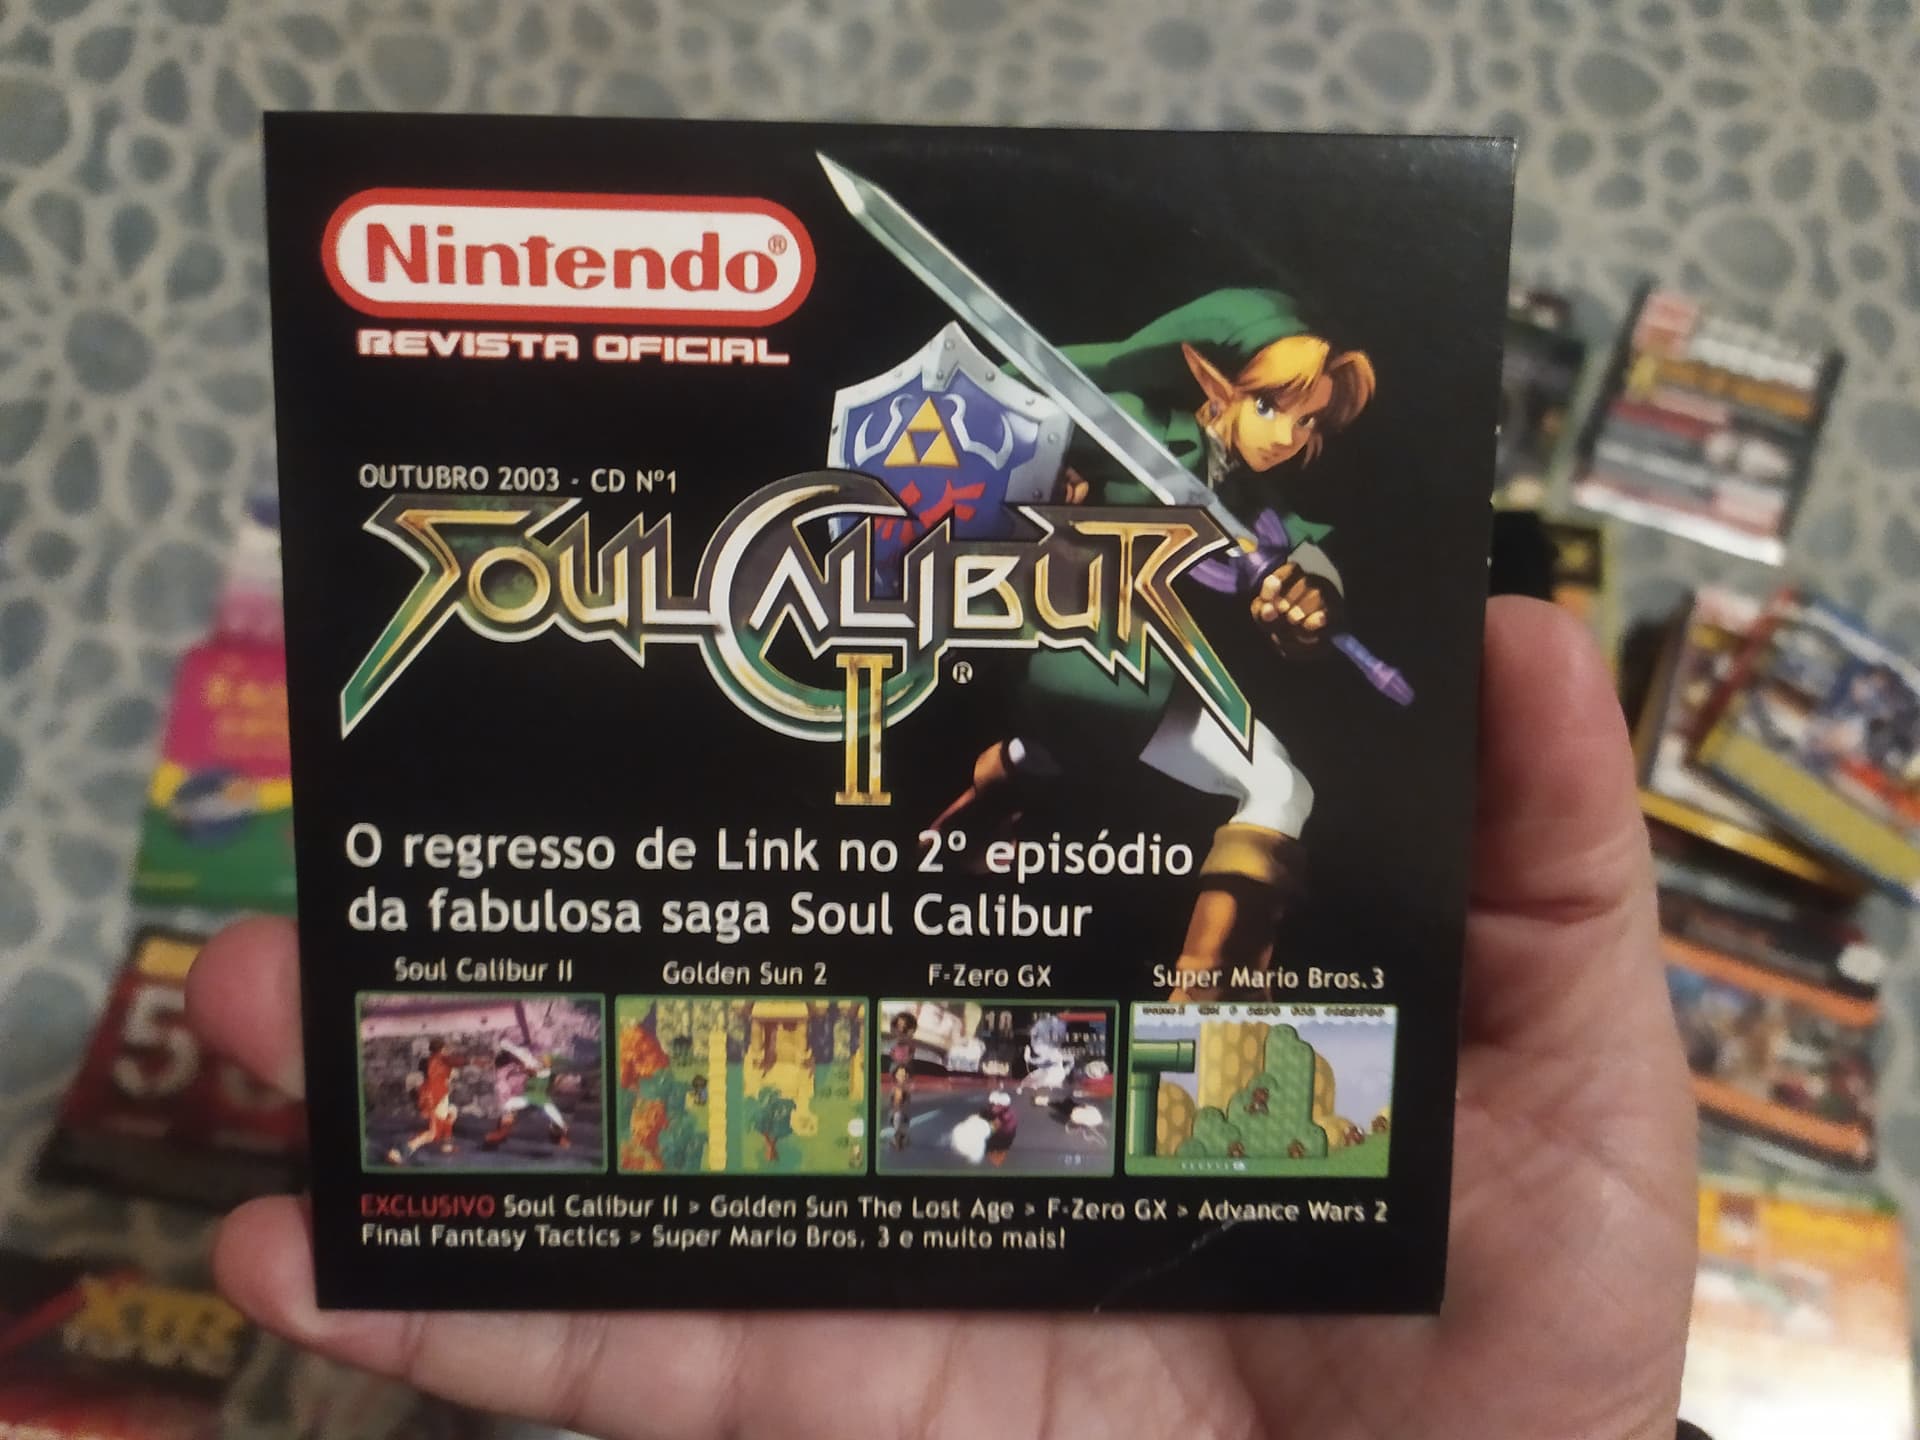 Nintendo®
REVISTA OFICIAL
OUTUBRO 2003 - CD Nº1
SOULCALIBUR
II ®
O regresso de Link no 2º episódio
da fabulosa saga Soul Calibur
Soul Calibur II
Golden Sun 2
F-Zero GX
Super Mario Bros.3
EXCLUSIVO Soul Calibur II > Golden Sun The Lost Age > F-Zero GX > Advance Wars 2
Final Fantasy Tactics > Super Mario Bros. 3 e muito mais!
5